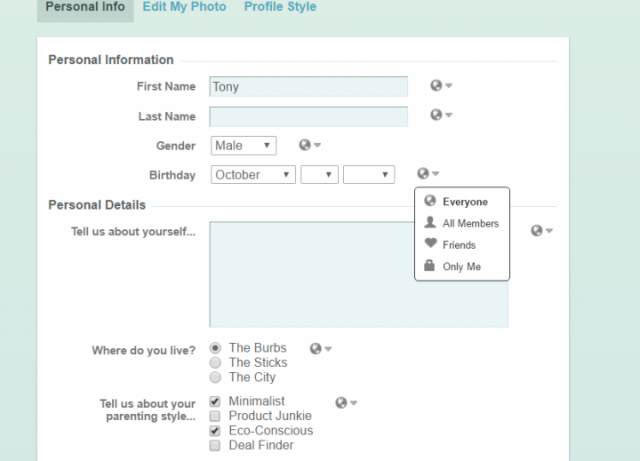 Personal Info Edit My Photo Profile Style
Personal Information
First Name Tony
Last Name
Gender Male
Birthday October
Everyone
All Members
Friends
Only Me
Personal Details
Tell us about yourself...
Where do you live? The Burbs
The Sticks
The City
Tell us about your parenting style... Minimalist
Product Junkie
Eco-Conscious
Deal Finder